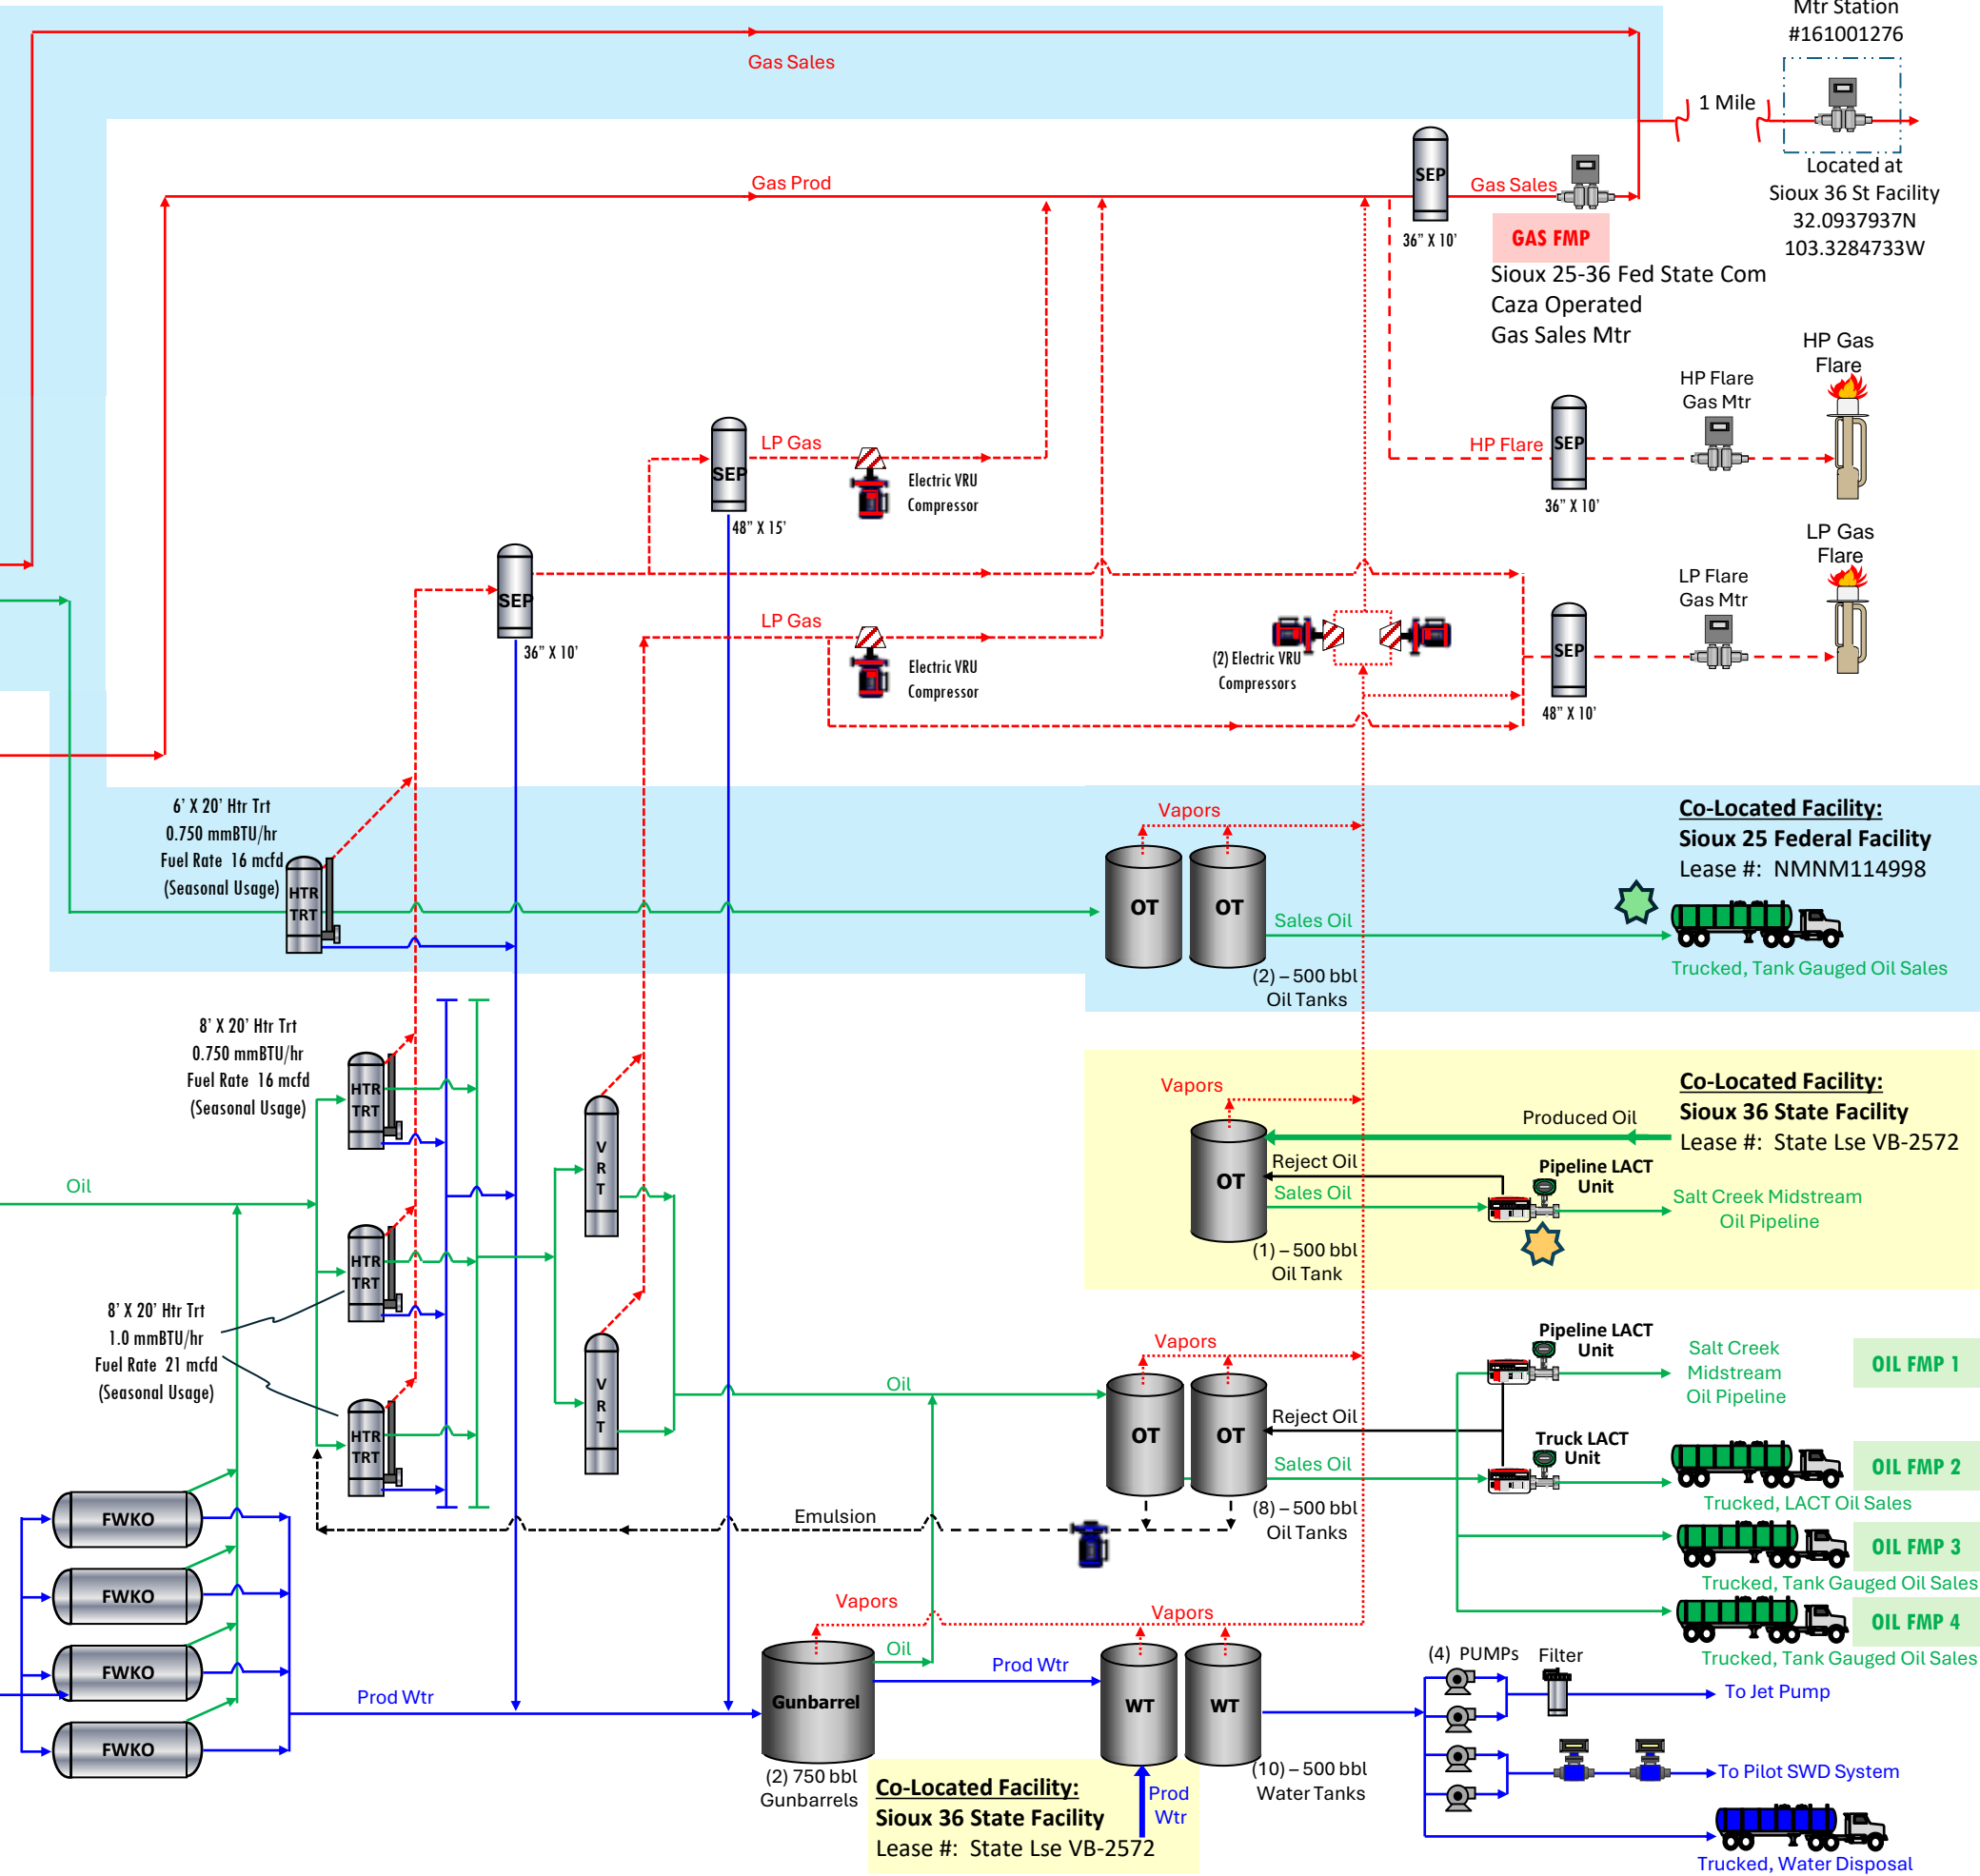 Mtr Station
#161001276
Gas Sales
1 Mile
Located at
Sioux 36 St Facility
32.0937937N
103.3284733W
Gas Prod
SEP
36” X 10’
Gas Sales
GAS FMP
Sioux 25-36 Fed State Com
Caza Operated
Gas Sales Mtr
HP Gas
Flare
HP Flare
Gas Mtr
HP Flare
SEP
36” X 10’
LP Gas
SEP
48” X 15’
Electric VRU
Compressor
LP Gas
Flare
LP Flare
Gas Mtr
SEP
36” X 10’
LP Gas
Electric VRU
Compressor
(2) Electric VRU
Compressors
SEP
48” X 10’
6’ X 20’ Htr Trt
0.750 mmBTU/hr
Fuel Rate 16 mcfd
(Seasonal Usage)
HTR
TRT
Vapors
OT
OT
(2) – 500 bbl
Oil Tanks
Sales Oil
Co-Located Facility:
Sioux 25 Federal Facility
Lease #: NMNM114998
Trucked, Tank Gauged Oil Sales
8’ X 20’ Htr Trt
0.750 mmBTU/hr
Fuel Rate 16 mcfd
(Seasonal Usage)
HTR
TRT
V
R
T
Vapors
OT
(1) – 500 bbl
Oil Tank
Produced Oil
Reject Oil
Sales Oil
Pipeline LACT
Unit
Co-Located Facility:
Sioux 36 State Facility
Lease #: State Lse VB-2572
Salt Creek Midstream
Oil Pipeline
Oil
HTR
TRT
8’ X 20’ Htr Trt
1.0 mmBTU/hr
Fuel Rate 21 mcfd
(Seasonal Usage)
HTR
TRT
V
R
T
Oil
Vapors
OT
OT
(8) – 500 bbl
Oil Tanks
Reject Oil
Sales Oil
Pipeline LACT
Unit
Salt Creek
Midstream
Oil Pipeline
OIL FMP 1
Truck LACT
Unit
OIL FMP 2
Trucked, LACT Oil Sales
OIL FMP 3
Trucked, Tank Gauged Oil Sales
OIL FMP 4
Trucked, Tank Gauged Oil Sales
Emulsion
FWKO
FWKO
FWKO
FWKO
Prod Wtr
Vapors
Oil
Gunbarrel
(2) 750 bbl
Gunbarrels
Prod Wtr
Vapors
WT
WT
(10) – 500 bbl
Water Tanks
Co-Located Facility:
Sioux 36 State Facility
Lease #: State Lse VB-2572
Prod
Wtr
(4) PUMPs
Filter
To Jet Pump
To Pilot SWD System
Trucked, Water Disposal